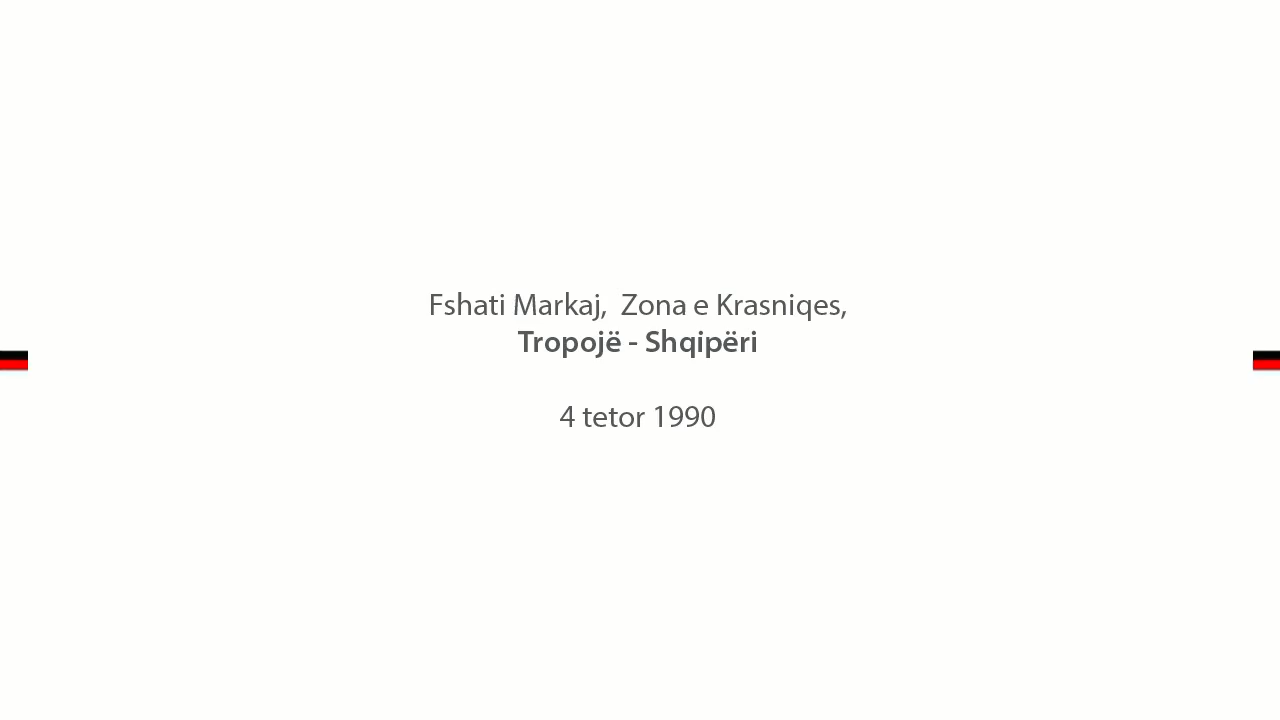 Fshati Markaj,  Zona e Krasniqes,
Tropojë - Shqipëri
4 tetor 1990